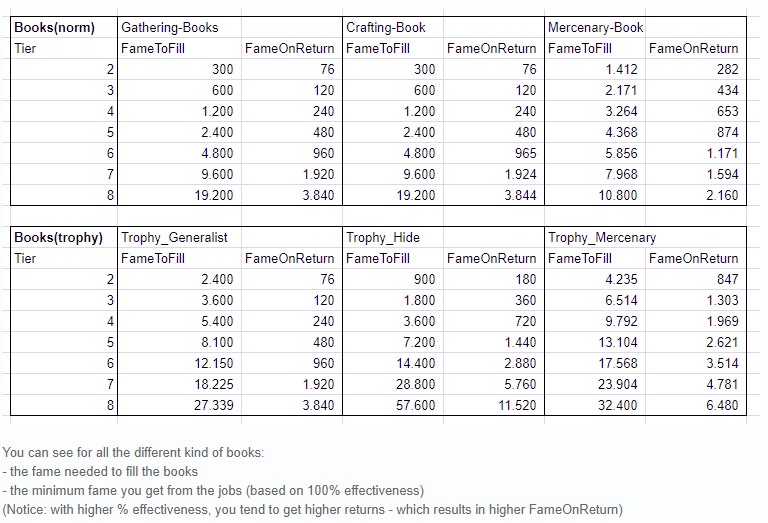 Books(norm) Gathering-Books Crafting-Book Mercenary-Book
Tier FameToFill FameOnReturn FameToFill FameOnReturn FameToFill FameOnReturn
2 300 76 300 76 1.412 282
3 600 120 600 120 2.171 434
4 1.200 240 1.200 240 3.264 653
5 2.400 480 2.400 480 4.368 874
6 4.800 960 4.800 965 5.856 1.171
7 9.600 1.920 9.600 1.924 7.968 1.594
8 19.200 3.840 19.200 3.844 10.800 2.160
Books(trophy) Trophy_Generalist Trophy_Hide Trophy_Mercenary
Tier FameToFill FameOnReturn FameToFill FameOnReturn FameToFill FameOnReturn
2 2.400 76 900 180 4.235 847
3 3.600 120 1.800 360 6.514 1.303
4 5.400 240 3.600 720 9.792 1.969
5 8.100 480 7.200 1.440 13.104 2.621
6 12.150 960 14.400 2.880 17.568 3.514
7 18.225 1.920 28.800 5.760 23.904 4.781
8 27.339 3.840 57.600 11.520 32.400 6.480
You can see for all the different kind of books:
- the fame needed to fill the books
- the minimum fame you get from the jobs (based on 100% effectiveness)
(Notice: with higher % effectiveness, you tend to get higher returns - which results in higher FameOnReturn)